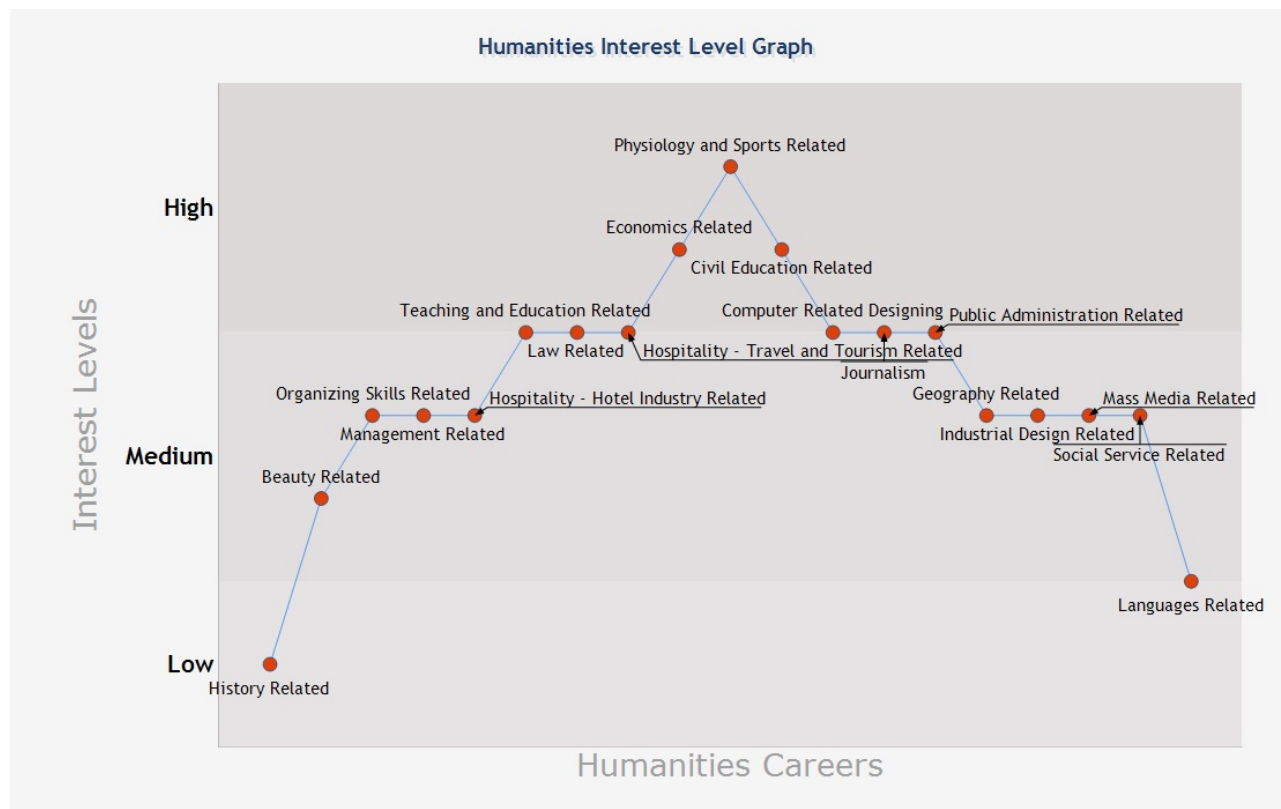 Humanities Interest Level Graph
Physiology and Sports Related
High
Economics Related
Civil Education Related
Teaching and Education Related
Computer Related Designing
Public Administration Related
Law Related
Hospitality - Travel and Tourism Related
Journalism
Organizing Skills Related
Hospitality - Hotel Industry Related
Geography Related
Mass Media Related
Management Related
Industrial Design Related
Medium
Social Service Related
Beauty Related
Interest Levels
Languages Related
Low
History Related
Humanities Careers